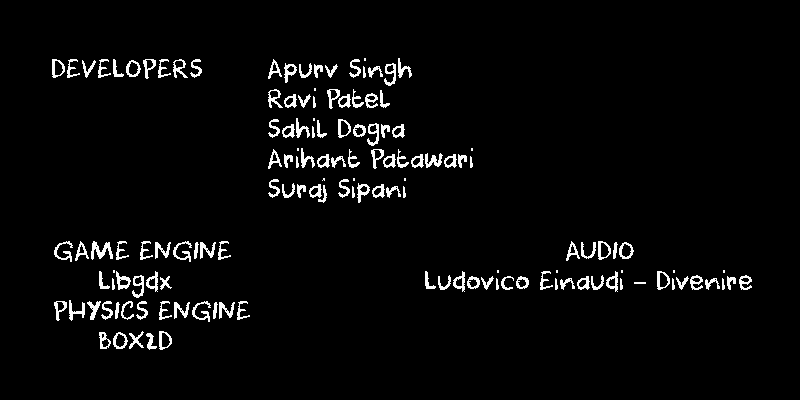 DEVELOPERS Apurv Singh
Ravi Patel
Sahil Dogra
Arihant Patawari
Suraj Sipani
GAME ENGINE
Libgdx
PHYSICS ENGINE
BOX2D
AUDIO
Ludovico Einaudi - Divenire